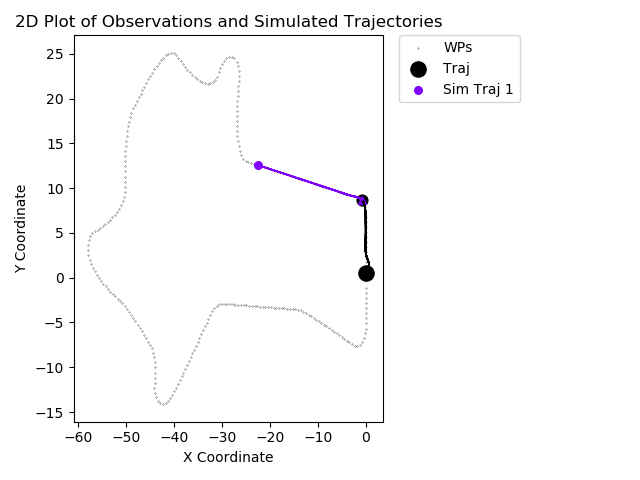 2D Plot of Observations and Simulated Trajectories
WPs
Traj
Sim Traj 1
25
20
15
10
5
0
−5
−10
−15
Y Coordinate
−60 −50 −40 −30 −20 −10 0
X Coordinate